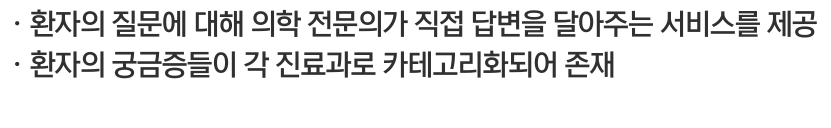 · 환자의 질문에 대해 의학 전문의가 직접 답변을 달아주는 서비스를 제공
· 환자의 궁금증들이 각 진료과로 카테고리화되어 존재